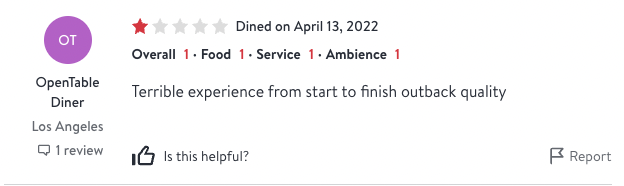 OT
OpenTable
Diner
Los Angeles
1 review
Dined on April 13, 2022
Overall 1 · Food 1 · Service 1 · Ambience 1
Terrible experience from start to finish outback quality
Is this helpful?
Report